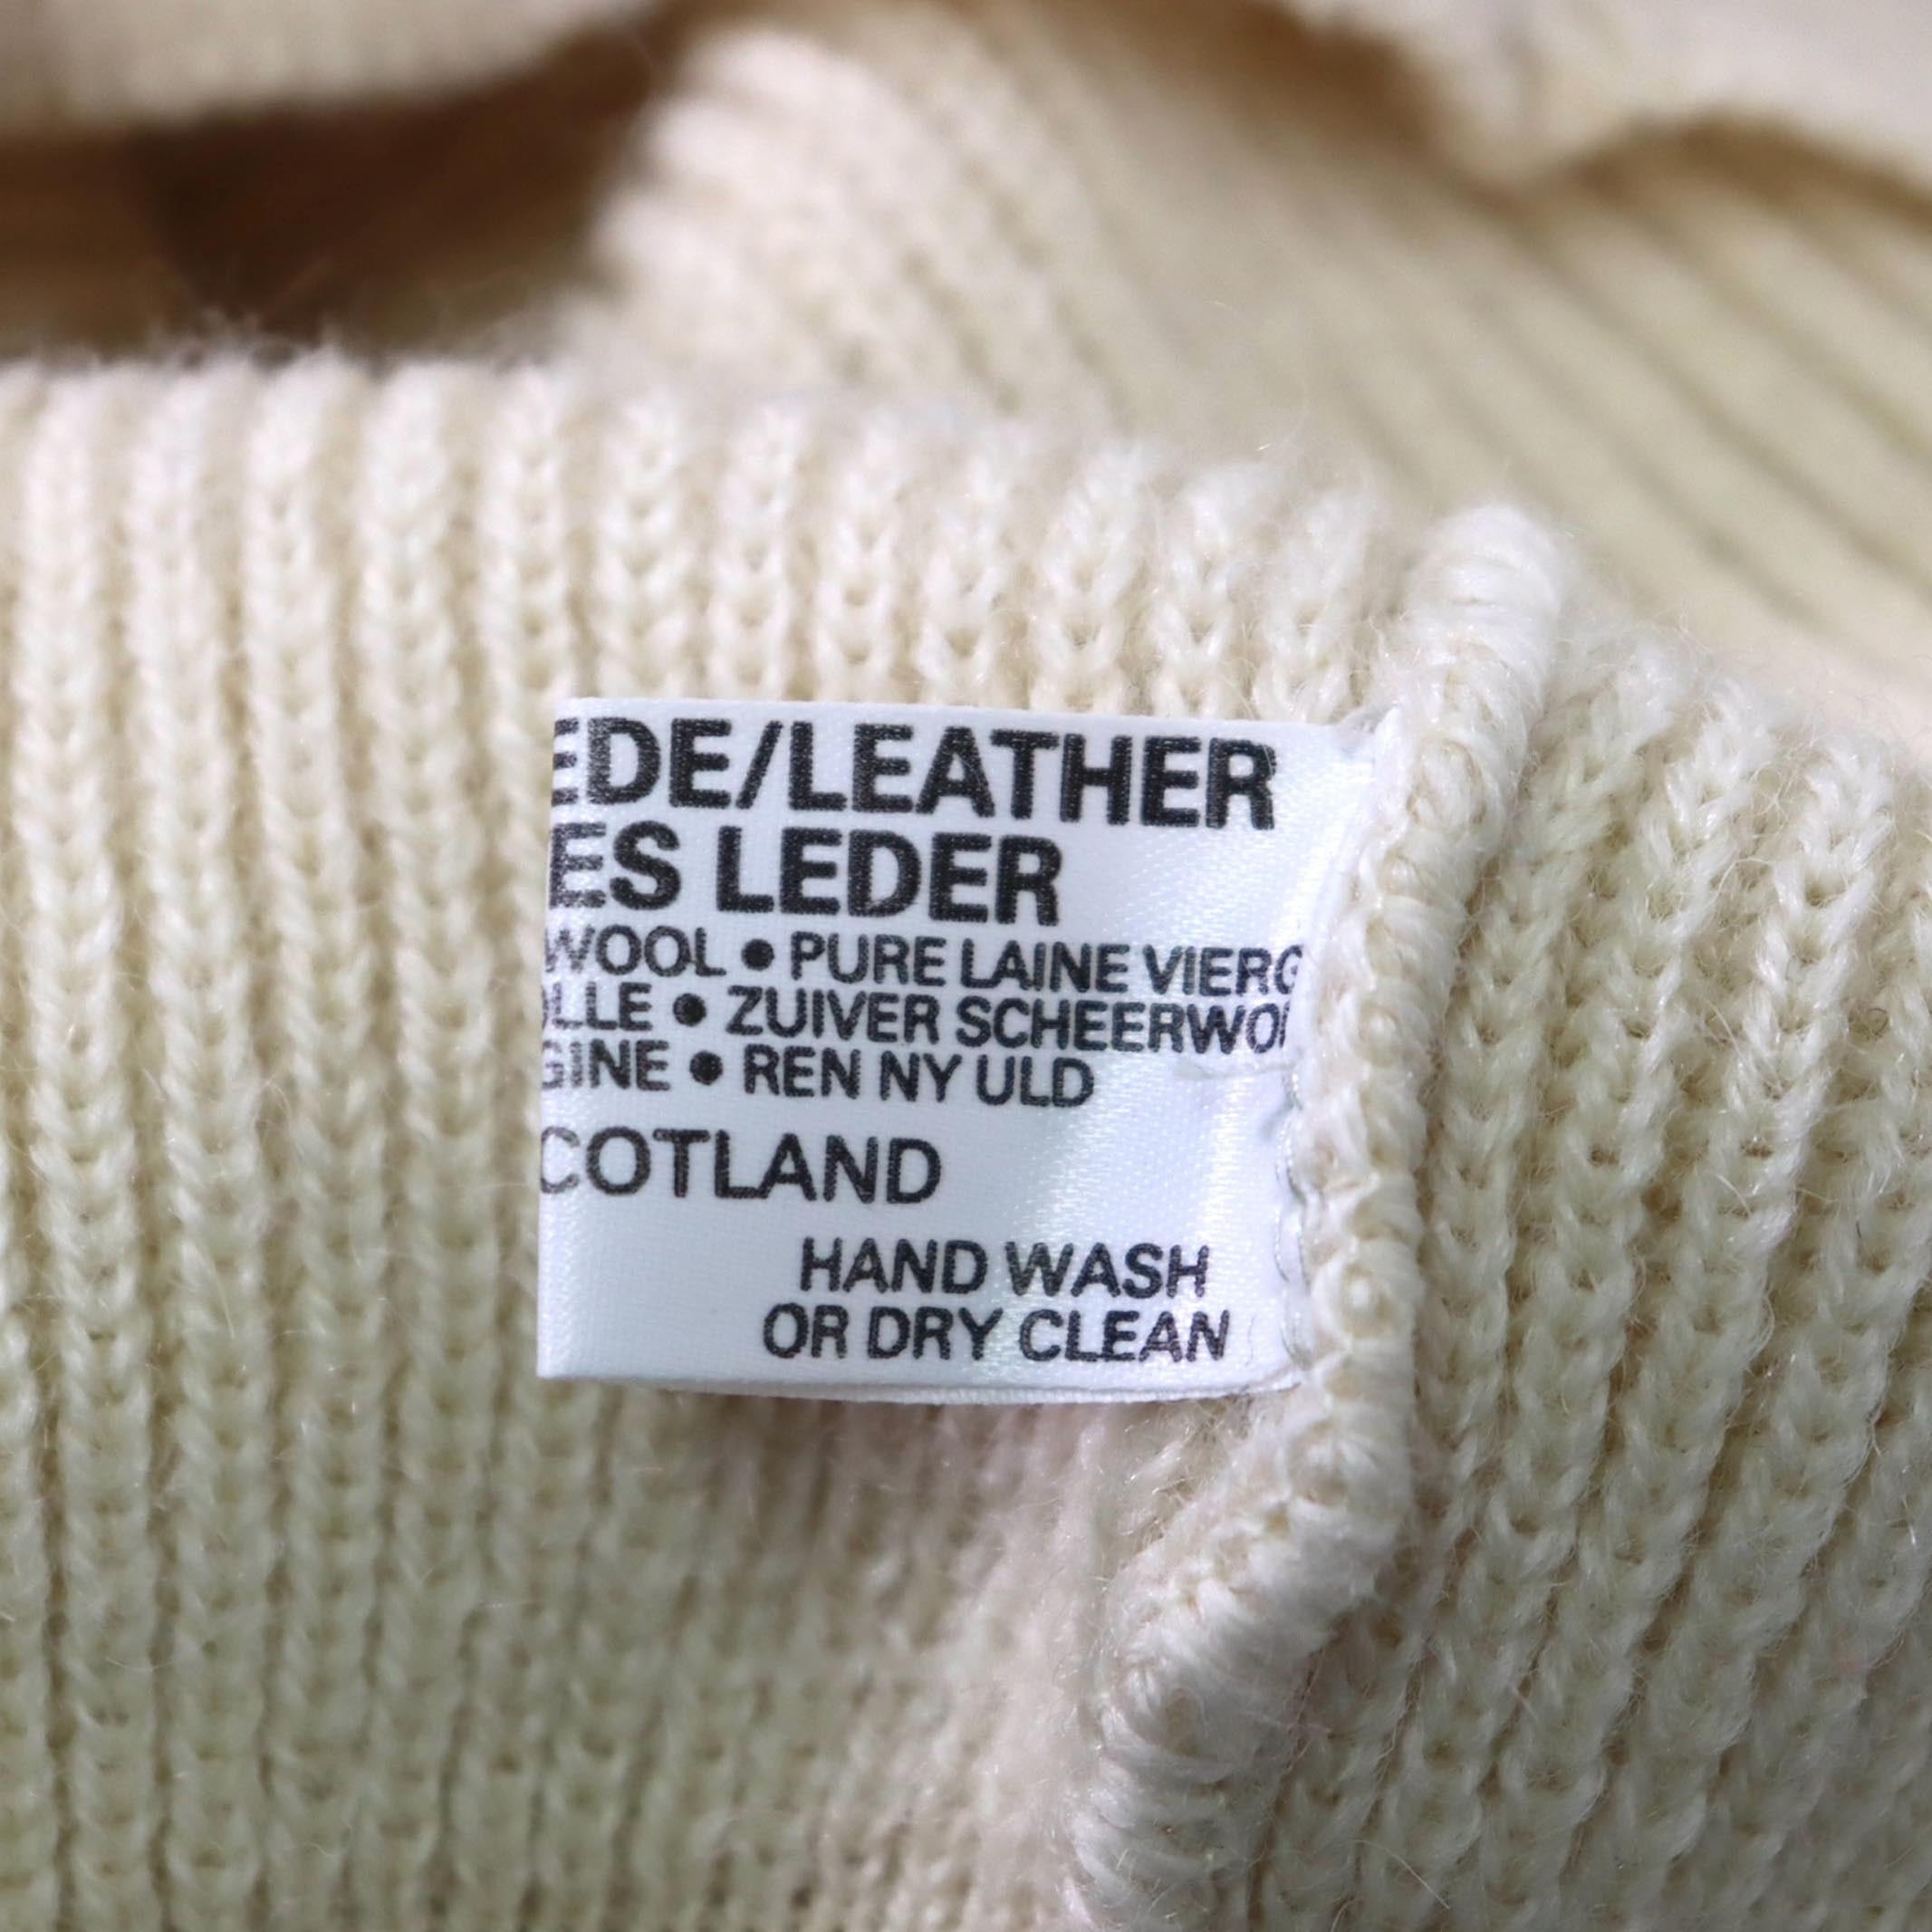 EDE/LEATHER
ES LEDER
WOOL • PURE LAINE VIERG
OLLE • ZUIVER SCHEERWO
GINE • REN NY ULD
COTLAND
HAND WASH
OR DRY CLEAN